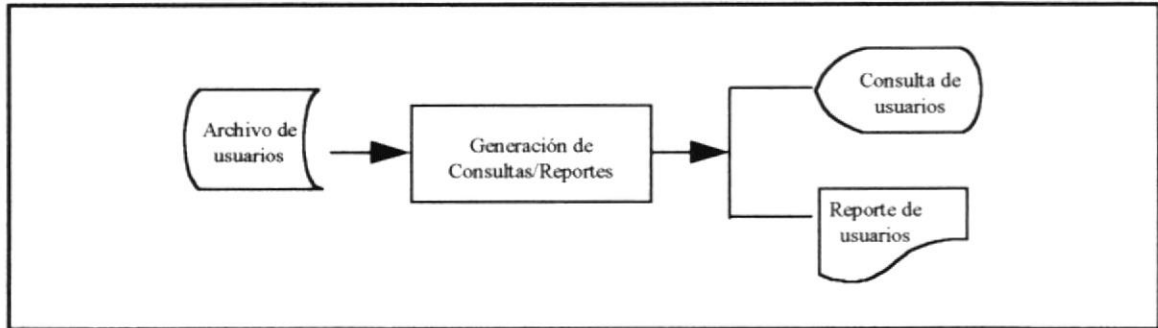 Archivo de
usuarios
Generación de
Consultas/Reportes
Consulta de
usuarios
Reporte de
usuarios